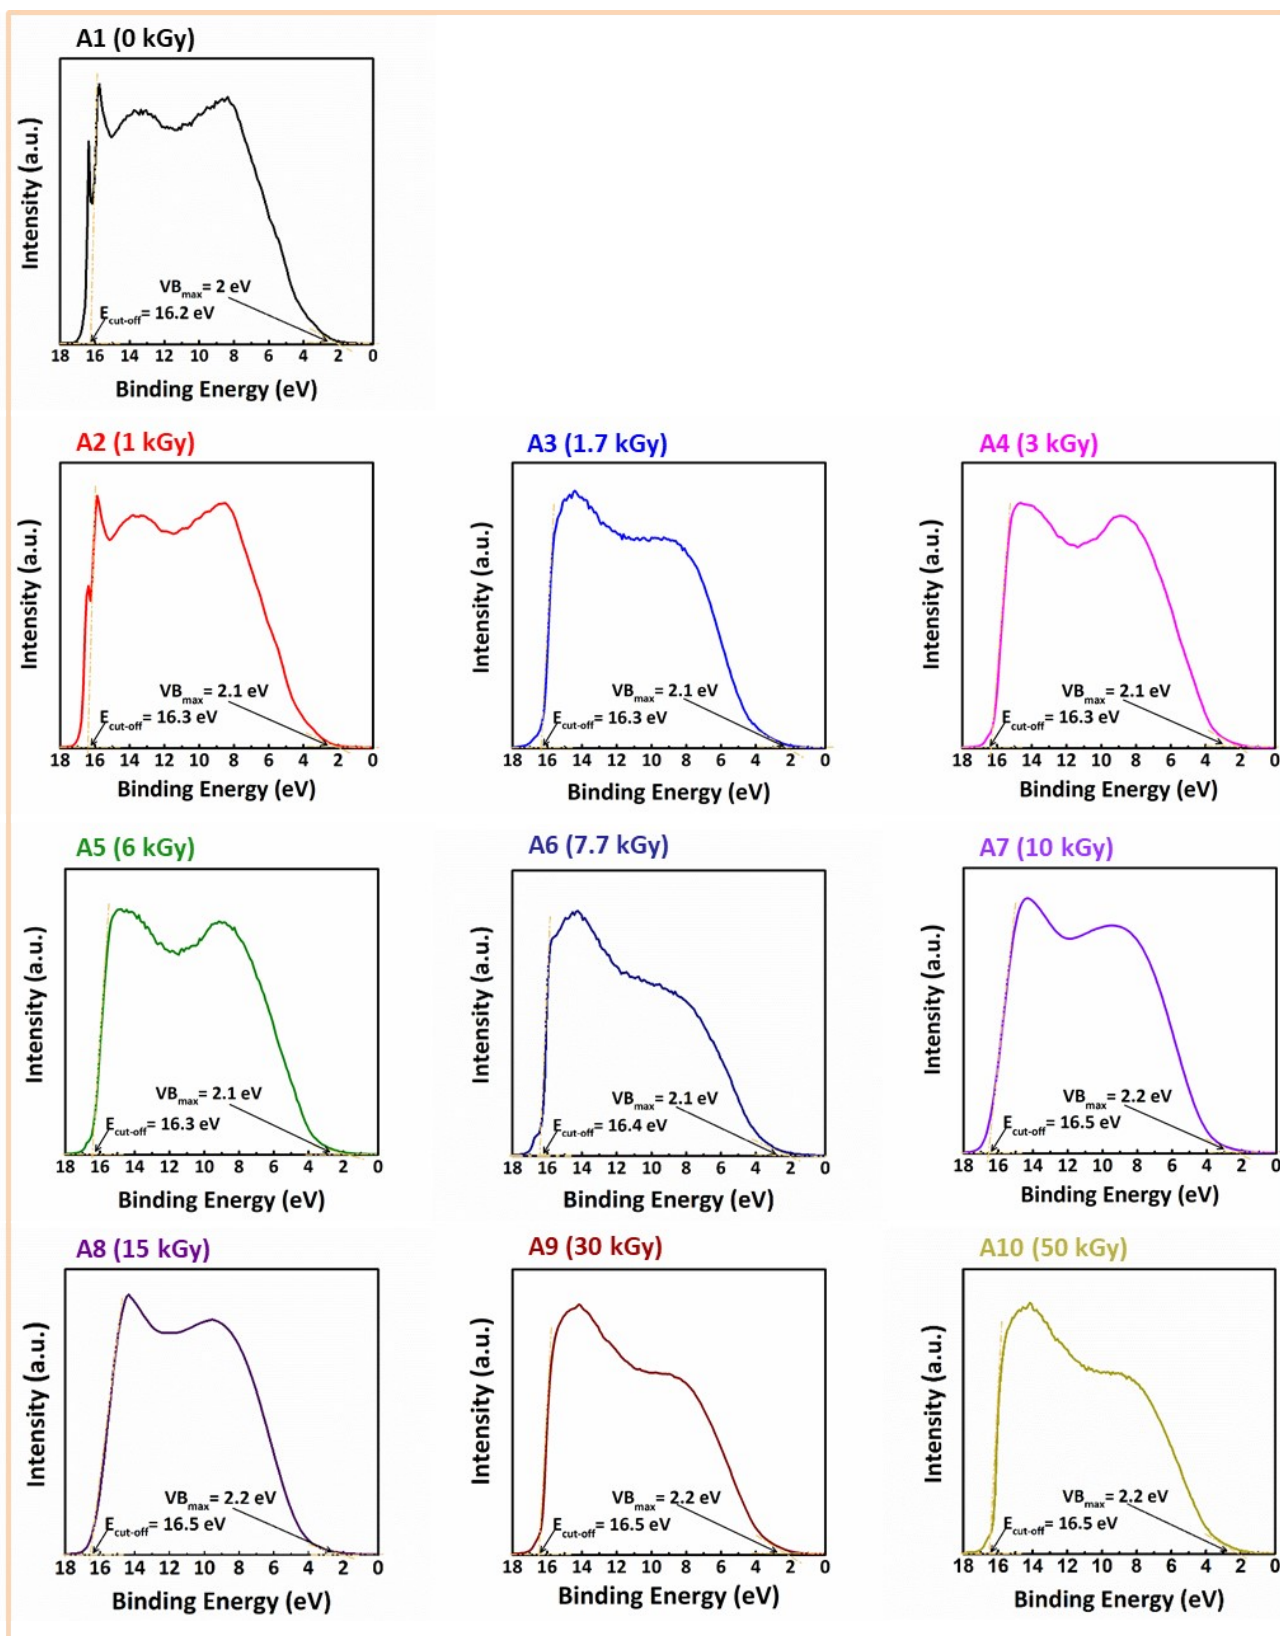 A1 (0 kGy)
Intensity (a.u.)
VBmax= 2 eV
Ecut-off= 16.2 eV
18 16 14 12 10 8 6 4 2 0
Binding Energy (eV)
A2 (1 kGy)
Intensity (a.u.)
VBmax= 2.1 eV
Ecut-off= 16.3 eV
18 16 14 12 10 8 6 4 2 0
Binding Energy (eV)
A3 (1.7 kGy)
Intensity (a.u.)
VBmax= 2.1 eV
Ecut-off= 16.3 eV
18 16 14 12 10 8 6 4 2 0
Binding Energy (eV)
A4 (3 kGy)
Intensity (a.u.)
VBmax= 2.1 eV
Ecut-off= 16.3 eV
18 16 14 12 10 8 6 4 2 0
Binding Energy (eV)
A5 (6 kGy)
Intensity (a.u.)
VBmax= 2.1 eV
Ecut-off= 16.3 eV
18 16 14 12 10 8 6 4 2 0
Binding Energy (eV)
A6 (7.7 kGy)
Intensity (a.u.)
VBmax= 2.1 eV
Ecut-off= 16.4 eV
18 16 14 12 10 8 6 4 2 0
Binding Energy (eV)
A7 (10 kGy)
Intensity (a.u.)
VBmax= 2.2 eV
Ecut-off= 16.5 eV
18 16 14 12 10 8 6 4 2 0
Binding Energy (eV)
A8 (15 kGy)
Intensity (a.u.)
VBmax= 2.2 eV
Ecut-off= 16.5 eV
18 16 14 12 10 8 6 4 2 0
Binding Energy (eV)
A9 (30 kGy)
Intensity (a.u.)
VBmax= 2.2 eV
Ecut-off= 16.5 eV
18 16 14 12 10 8 6 4 2 0
Binding Energy (eV)
A10 (50 kGy)
Intensity (a.u.)
VBmax= 2.2 eV
Ecut-off= 16.5 eV
18 16 14 12 10 8 6 4 2 0
Binding Energy (eV)